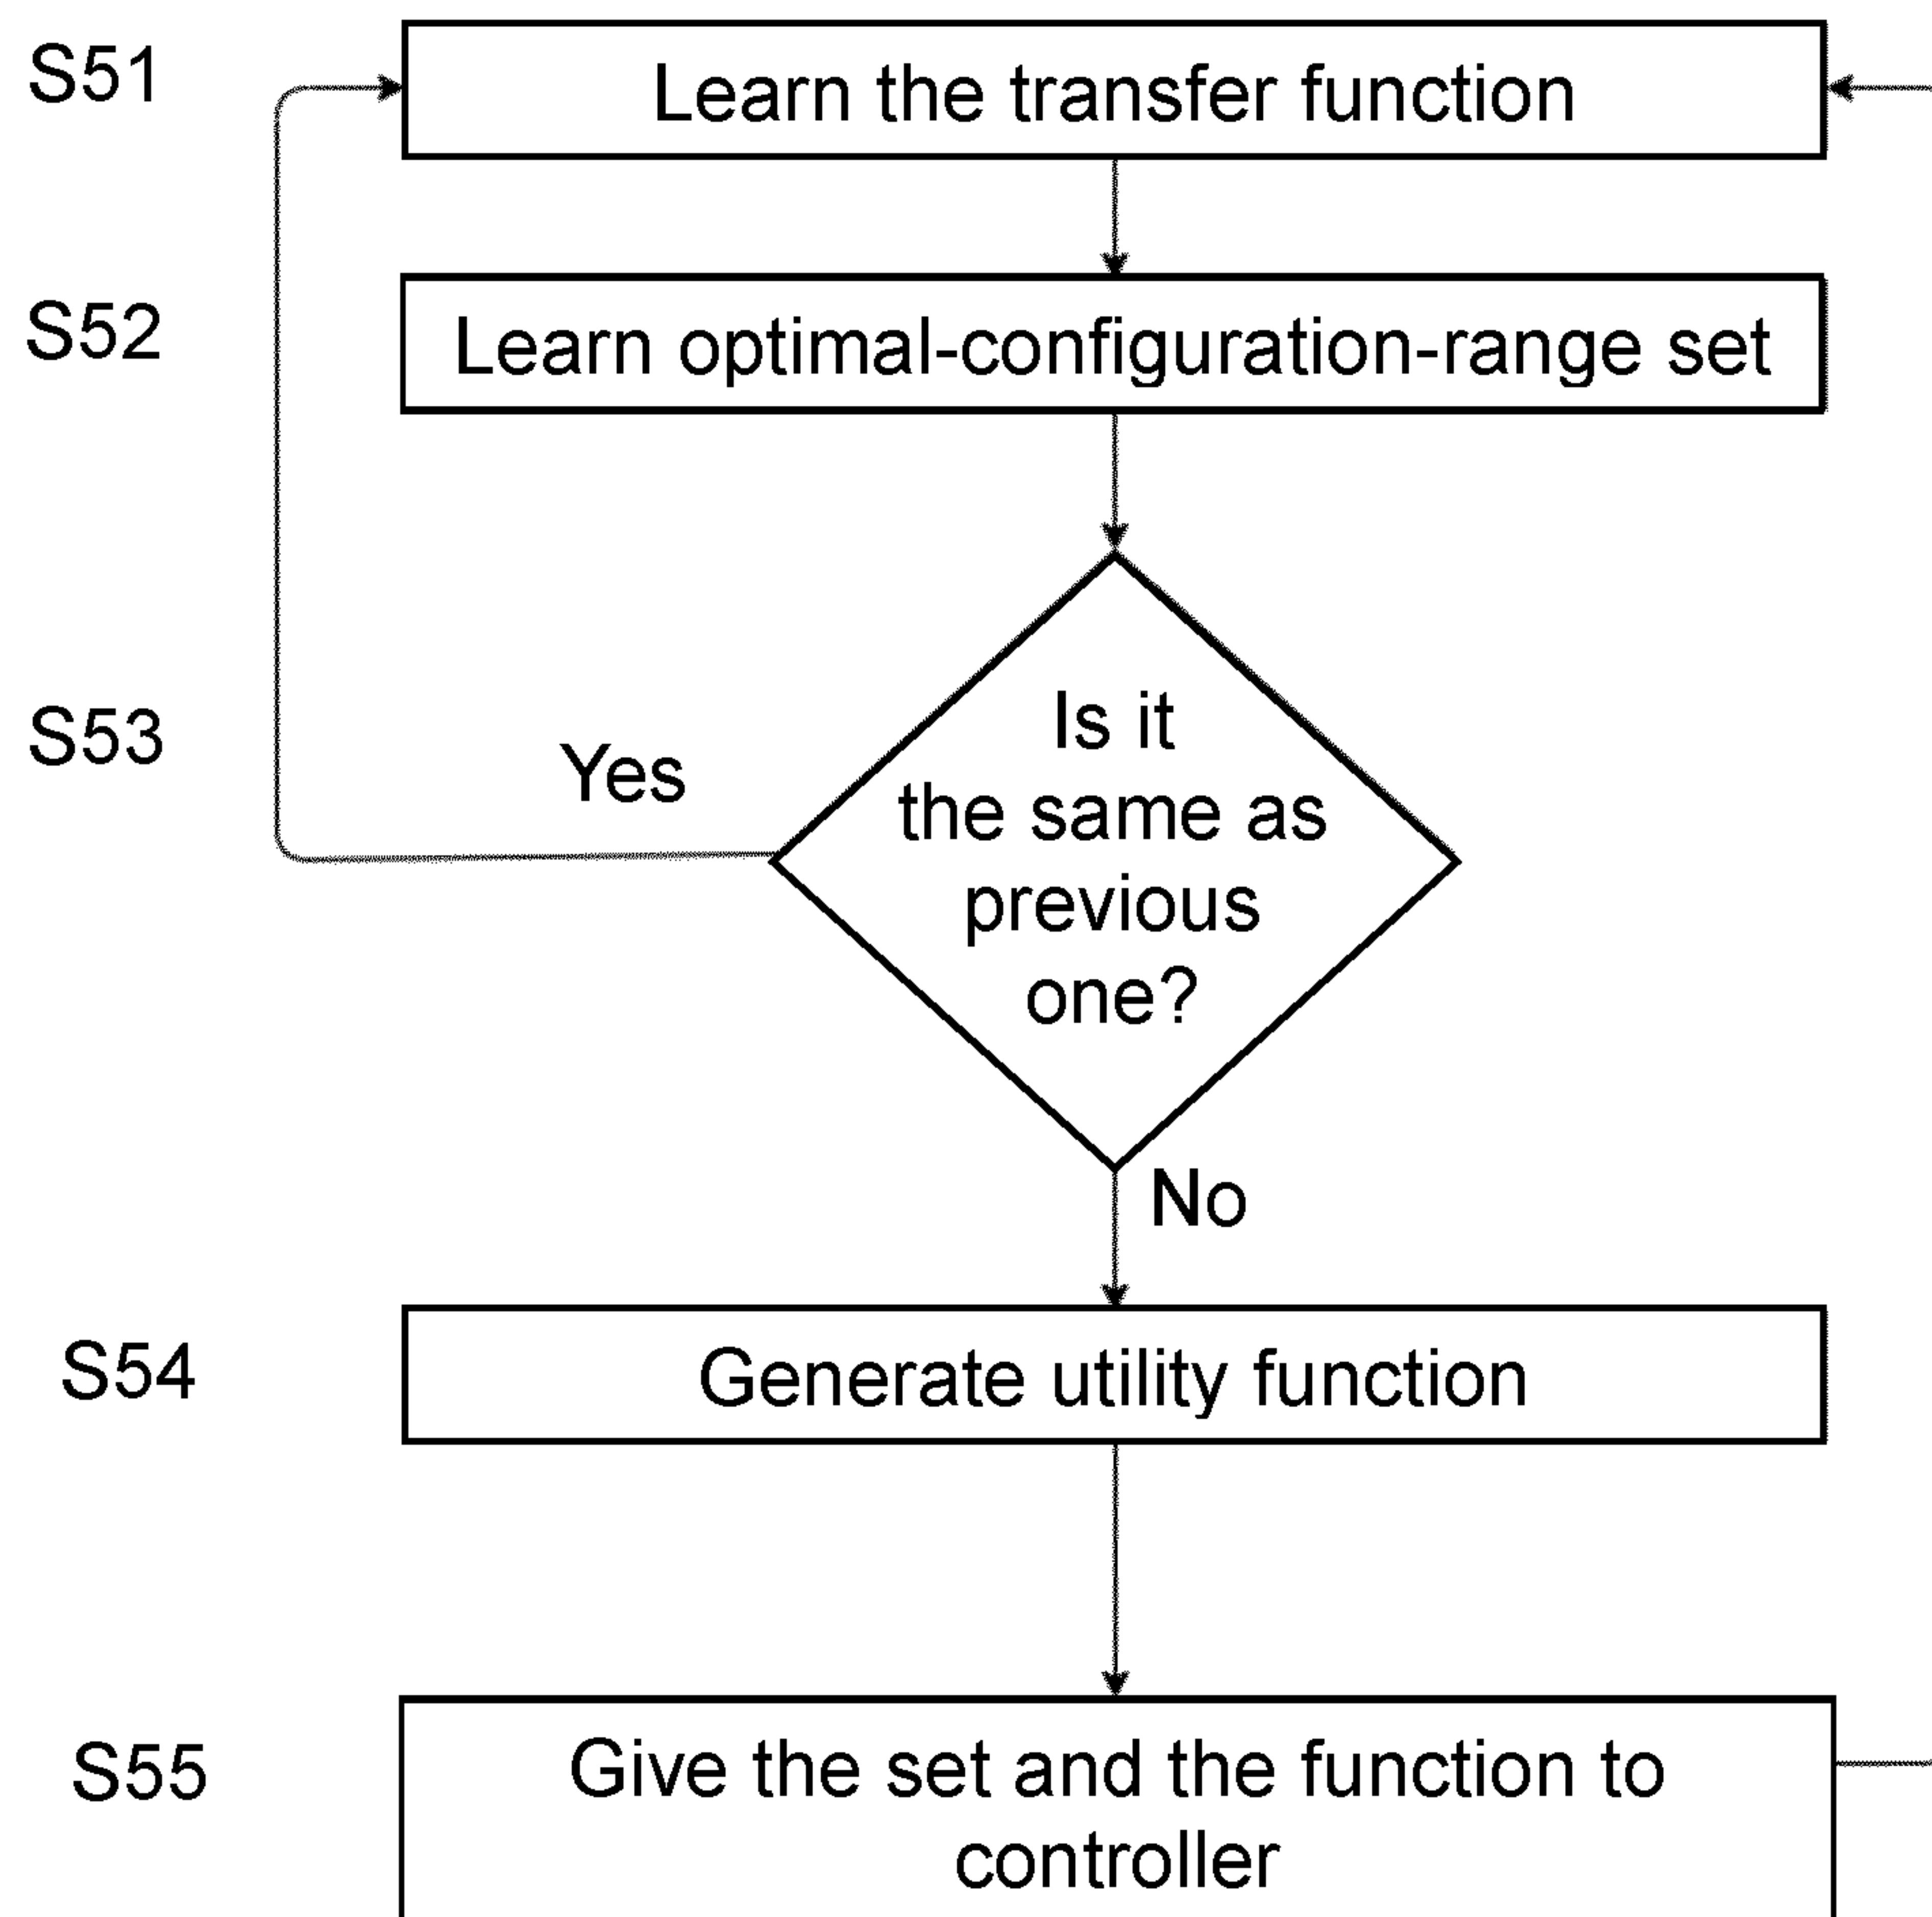 S51
Learn the transfer function
S52
Learn optimal-configuration-range set
S53
Yes
Is it
the same as
previous
one?
No
S54
Generate utility function
S55
Give the set and the function to
controller